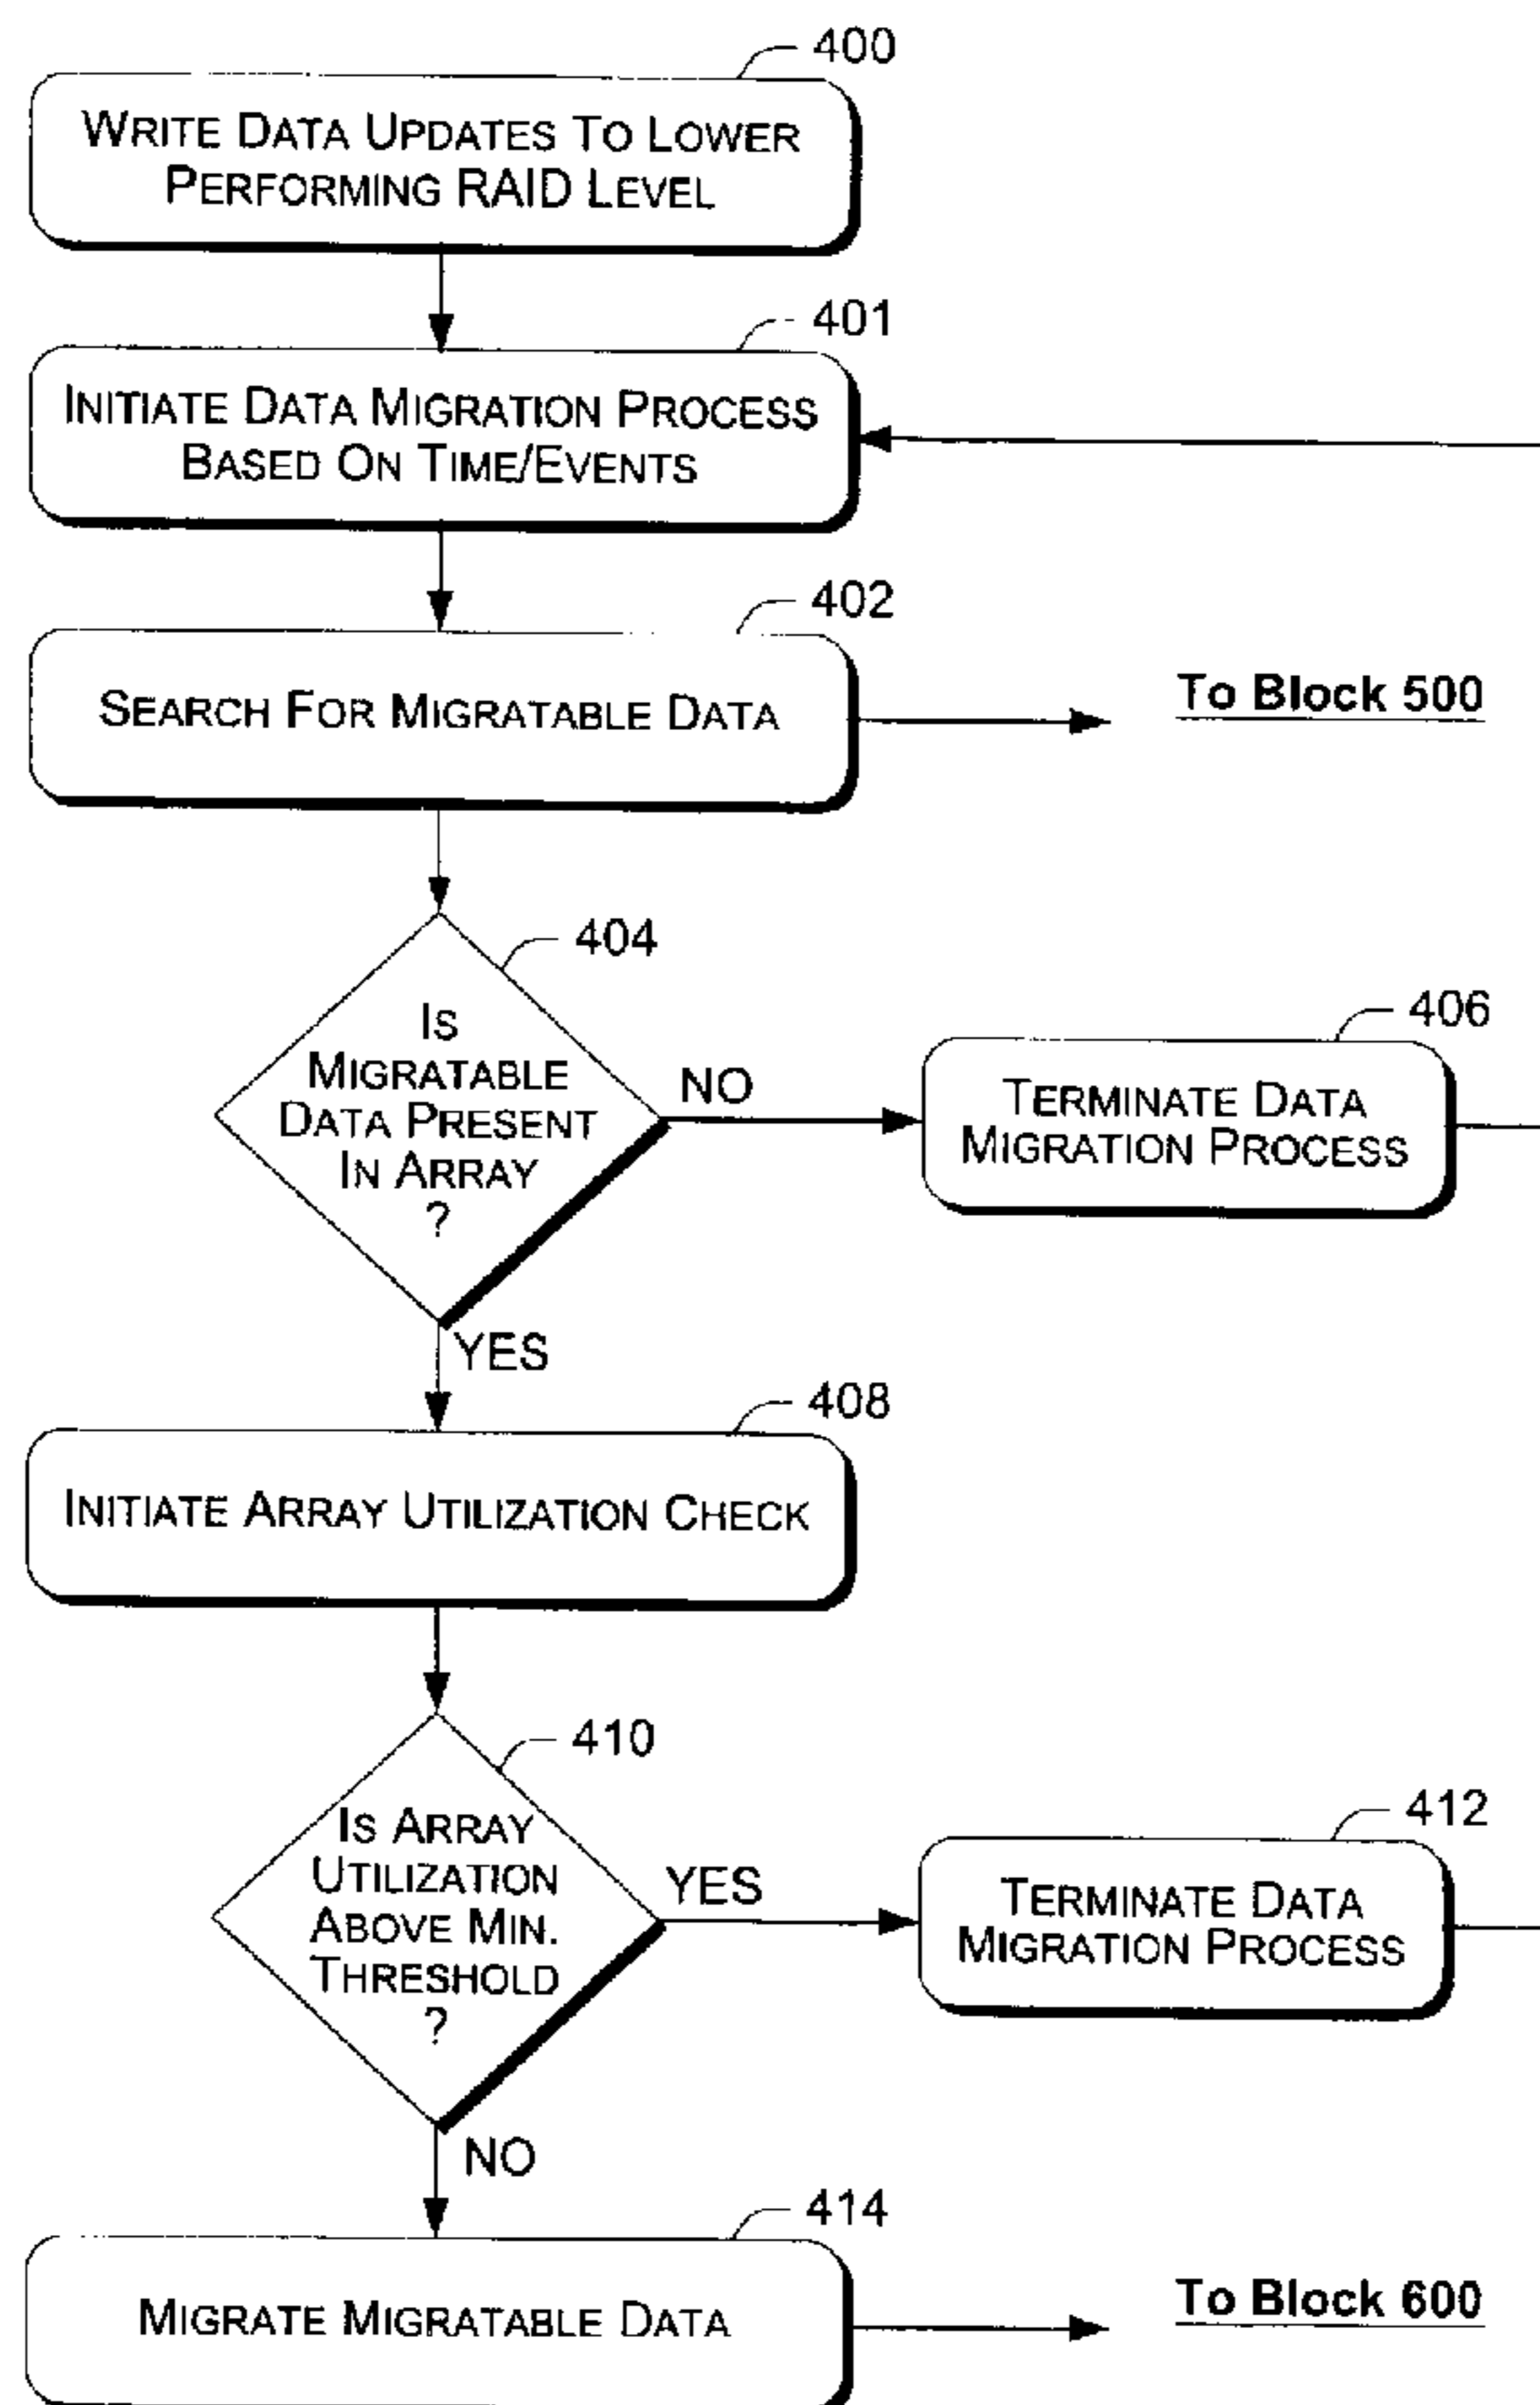 400
WRITE DATA UPDATES TO LOWER
PERFORMING RAID LEVEL
401
INITIATE DATA MIGRATION PROCESS
BASED ON TIME/EVENTS
402
SEARCH FOR MIGRATABLE DATA
To Block 500
404
IS
MIGRATABLE
DATA PRESENT
IN ARRAY
?
NO
406
TERMINATE DATA
MIGRATION PROCESS
YES
408
INITIATE ARRAY UTILIZATION CHECK
410
IS ARRAY
UTILIZATION
ABOVE MIN.
THRESHOLD
?
YES
412
TERMINATE DATA
MIGRATION PROCESS
NO
414
MIGRATE MIGRATABLE DATA
To Block 600